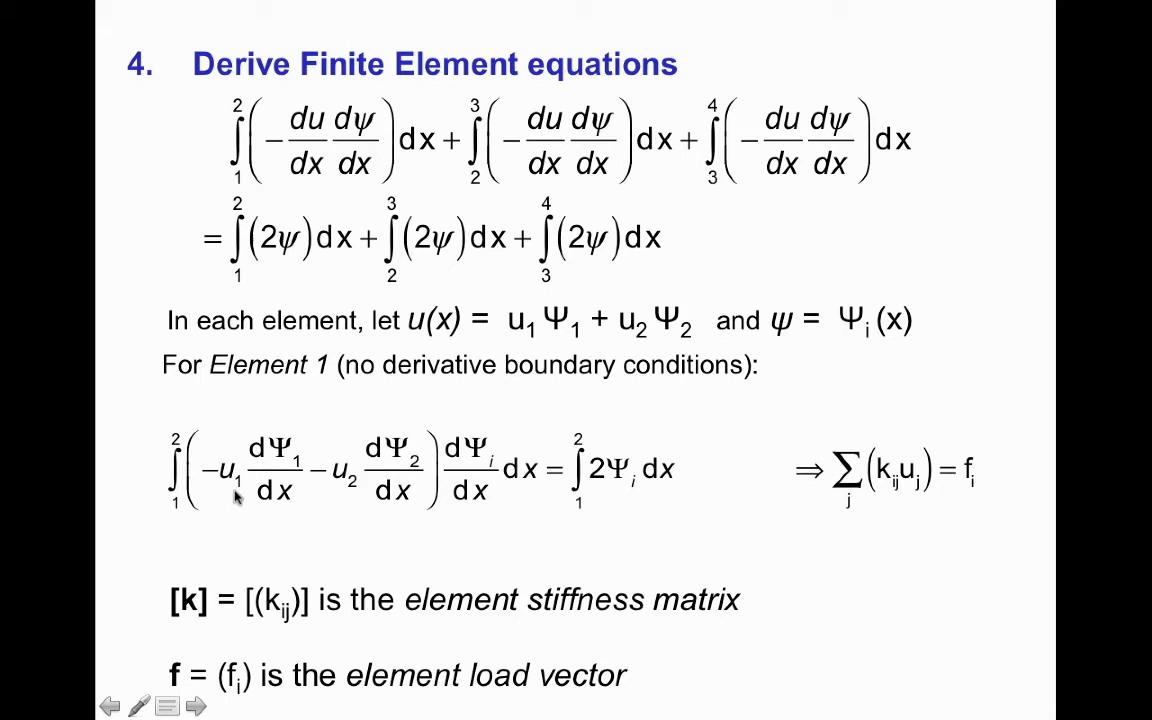 4. Derive Finite Element equations
∫₁² (−du/dx dψ/dx) dx + ∫₂³ (−du/dx dψ/dx) dx + ∫₃⁴ (−du/dx dψ/dx) dx
= ∫₁² (2ψ) dx + ∫₂³ (2ψ) dx + ∫₃⁴ (2ψ) dx
In each element, let u(x) = u₁ Ψ₁ + u₂ Ψ₂ and ψ = Ψᵢ (x)
For Element 1 (no derivative boundary conditions):
∫₁² (−u₁ dΨ₁/dx − u₂ dΨ₂/dx) dΨᵢ/dx dx = ∫₁² 2Ψᵢ dx ⇒ ∑ⱼ (kᵢⱼuⱼ) = fᵢ
[k] = [(kᵢⱼ)] is the element stiffness matrix
f = (fᵢ) is the element load vector